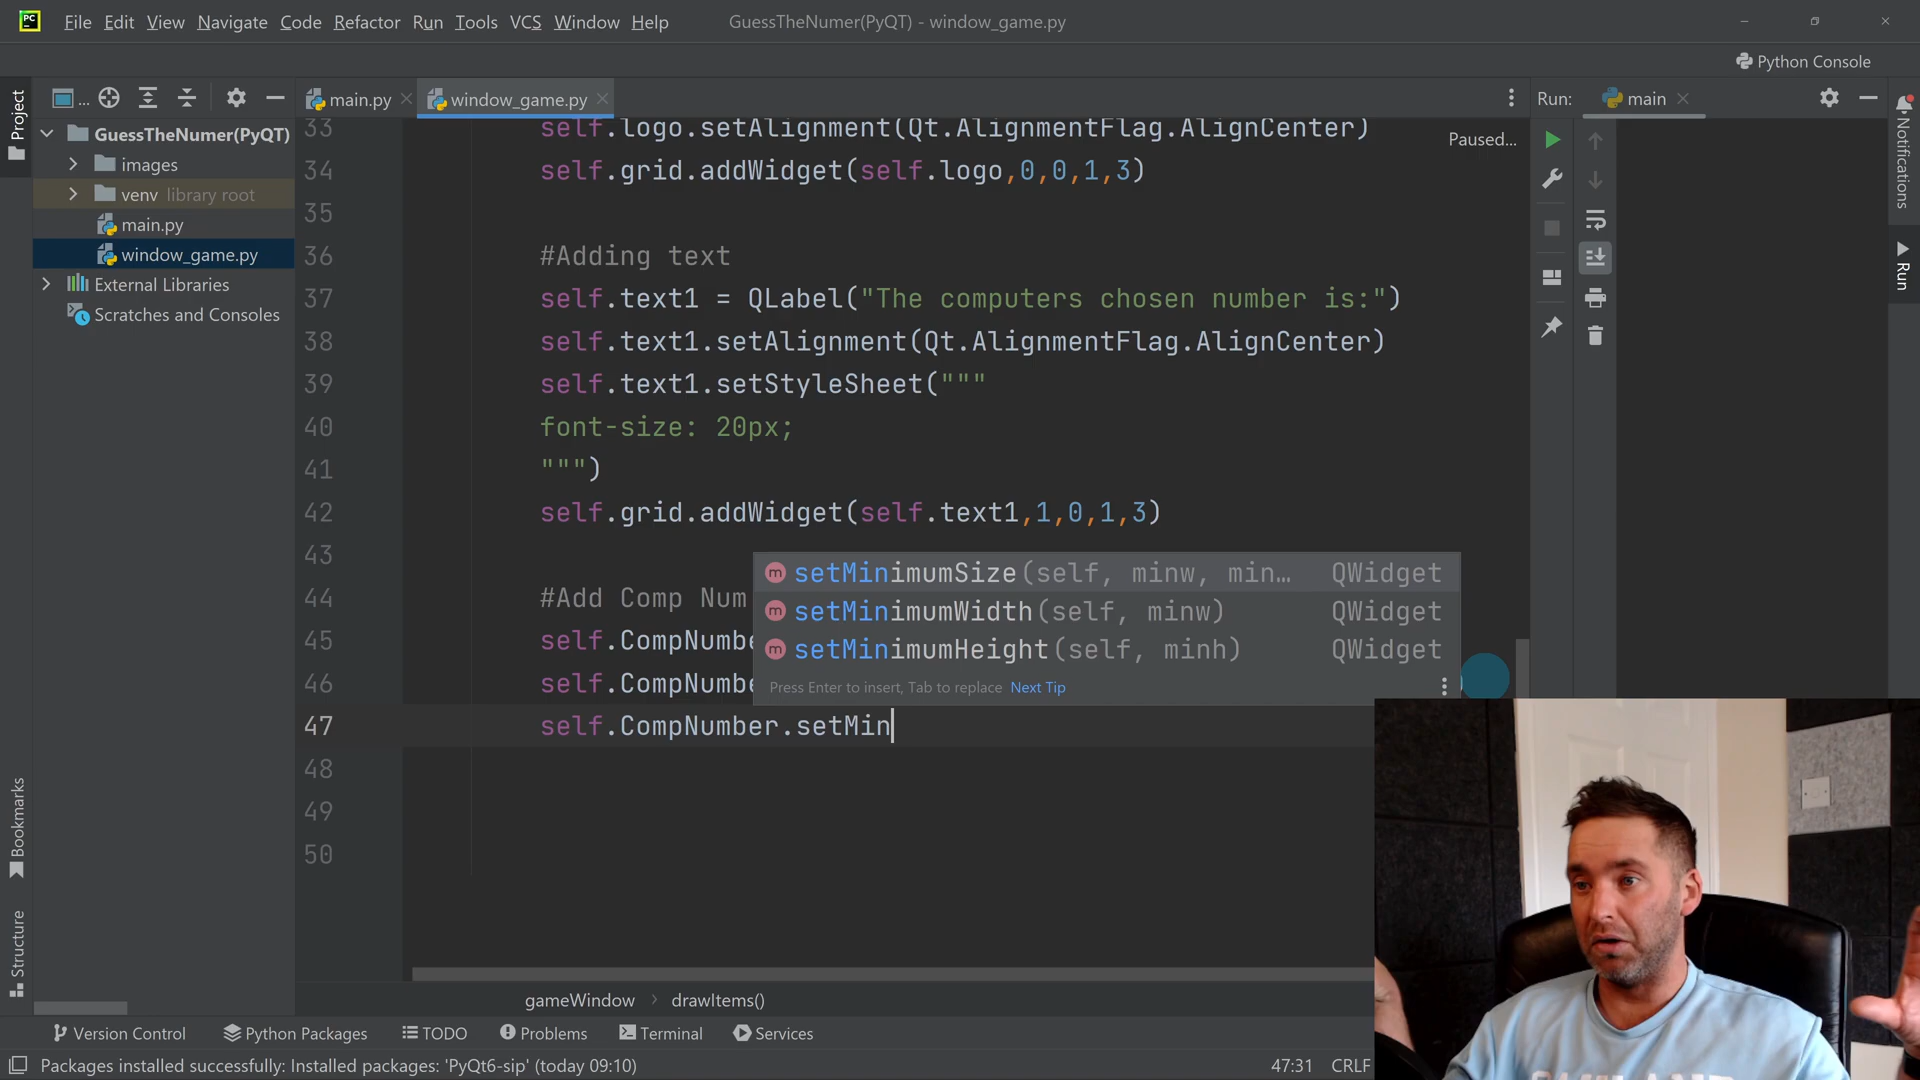 PC File Edit View Navigate Code Refactor Run Tools VCS Window Help GuessTheNumer(PyQT) - window_game.py
Python Console
Project
... main.py window_game.py Run: main
GuessTheNumer(PyQT)
images
venv library root
main.py
window_game.py
External Libraries
Scratches and Consoles
Paused...
33 self.logo.setAlignment(Qt.AlignmentFlag.AlignCenter)
34 self.grid.addWidget(self.logo,0,0,1,3)
35
36 #Adding text
37 self.text1 = QLabel("The computers chosen number is:")
38 self.text1.setAlignment(Qt.AlignmentFlag.AlignCenter)
39 self.text1.setStyleSheet("""
40 font-size: 20px;
41 """)
42 self.grid.addWidget(self.text1,1,0,1,3)
43
44 #Add Comp Num
45 self.CompNumbe
46 self.CompNumbe
47 self.CompNumber.setMin
48
49
50
m setMinimumSize(self, minw, min... QWidget
m setMinimumWidth(self, minw) QWidget
m setMinimumHeight(self, minh) QWidget
Press Enter to insert, Tab to replace Next Tip
Notifications
Run
Bookmarks
Structure
gameWindow > drawItems()
Version Control Python Packages TODO Problems Terminal Services
Packages installed successfully: Installed packages: 'PyQt6-sip' (today 09:10) 47:31 CRLF